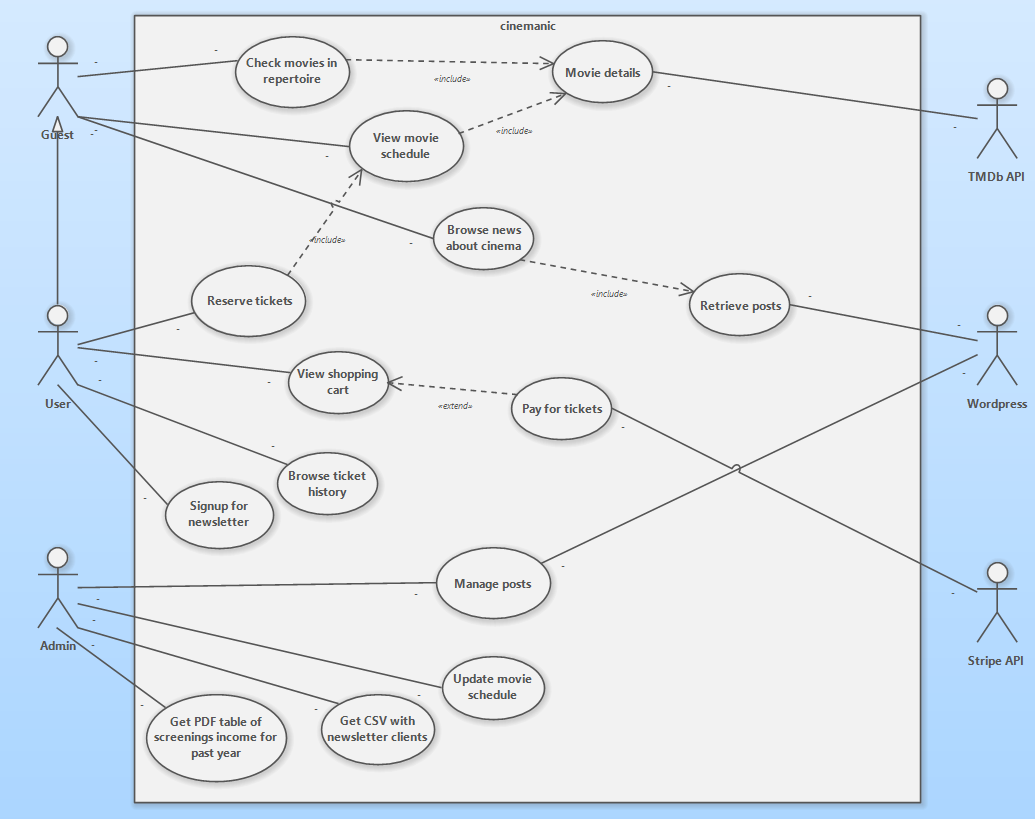 cinemanic
Check movies in
repertoire
«include»
Movie details
Guest
View movie
schedule
«include»
TMDb API
«include»
Browse news
about cinema
«include»
Reserve tickets
Retrieve posts
User
View shopping
cart
«extend»
Pay for tickets
Wordpress
Browse ticket
history
Signup for
newsletter
Manage posts
Admin
Stripe API
Update movie
schedule
Get PDF table of
screenings income for
past year
Get CSV with
newsletter clients